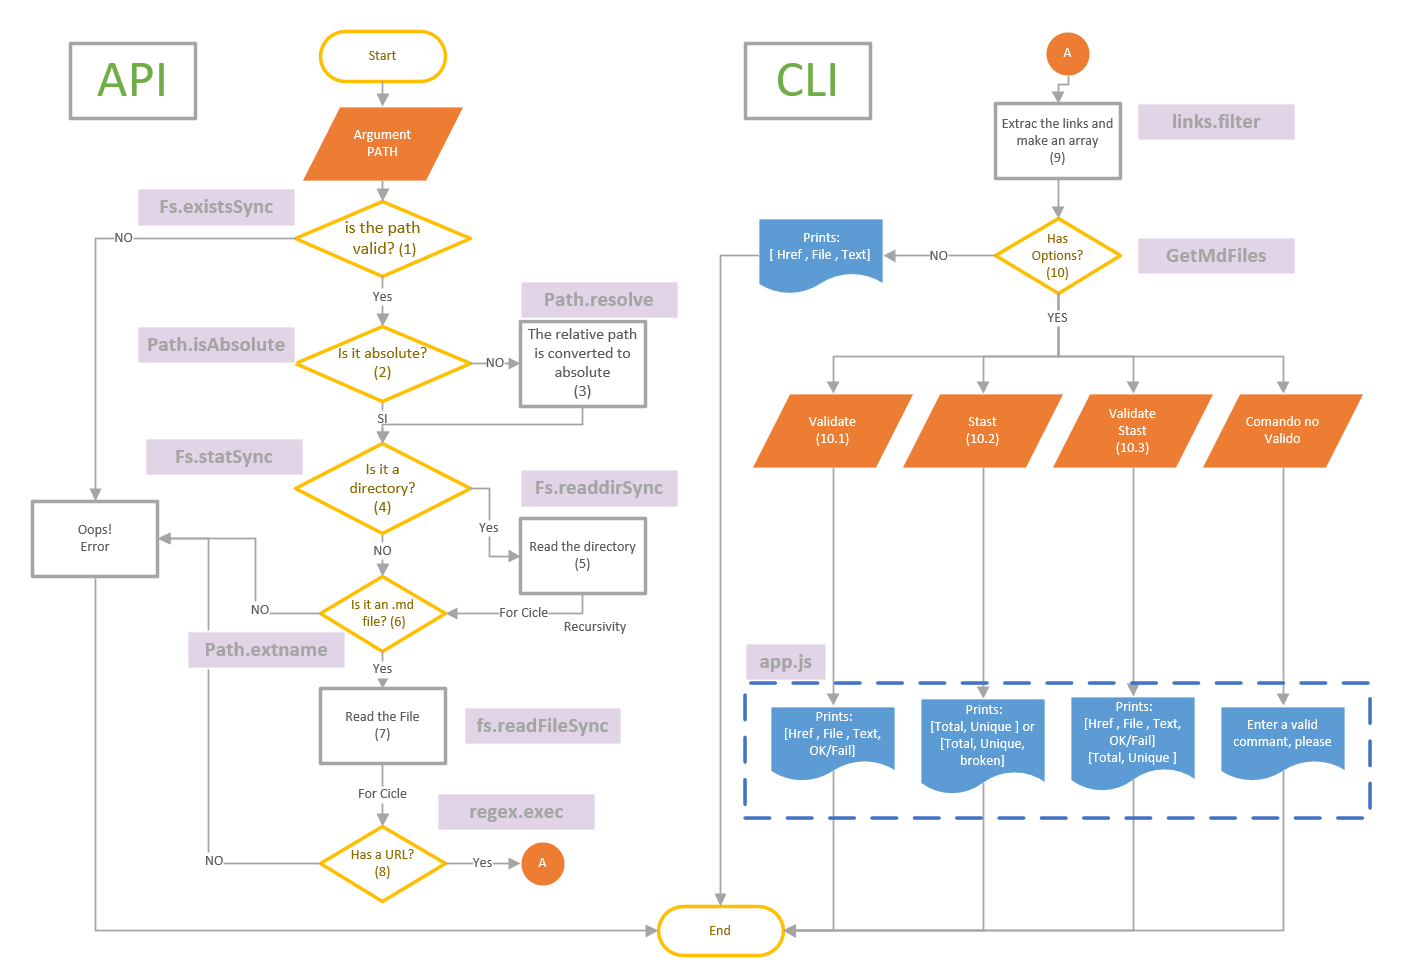 API
Start
Argument
PATH
Fs.existsSync
is the path
valid? (1)
NO
Yes
Path.resolve
Path.isAbsolute
Is it absolute?
(2)
NO
The relative path
is converted to
absolute
(3)
SI
Fs.statSync
Is it a
directory?
(4)
Fs.readdirSync
Yes
Read the directory
(5)
NO
Oops!
Error
Is it an .md
file? (6)
NO
For Cicle
Recursivity
Path.extname
Yes
Read the File
(7)
fs.readFileSync
For Cicle
regex.exec
Has a URL?
(8)
NO
Yes
A
CLI
A
Extrac the links and
make an array
(9)
links.filter
Has
Options?
(10)
GetMdFiles
NO
Prints:
[ Href , File , Text]
YES
Validate
(10.1)
Stast
(10.2)
Validate
Stast
(10.3)
Comando no
Valido
app.js
Prints:
[Href , File , Text,
OK/Fail]
Prints:
[Total, Unique ] or
[Total, Unique,
broken]
Prints:
[Href , File , Text,
OK/Fail]
[Total, Unique ]
Enter a valid
commant, please
End